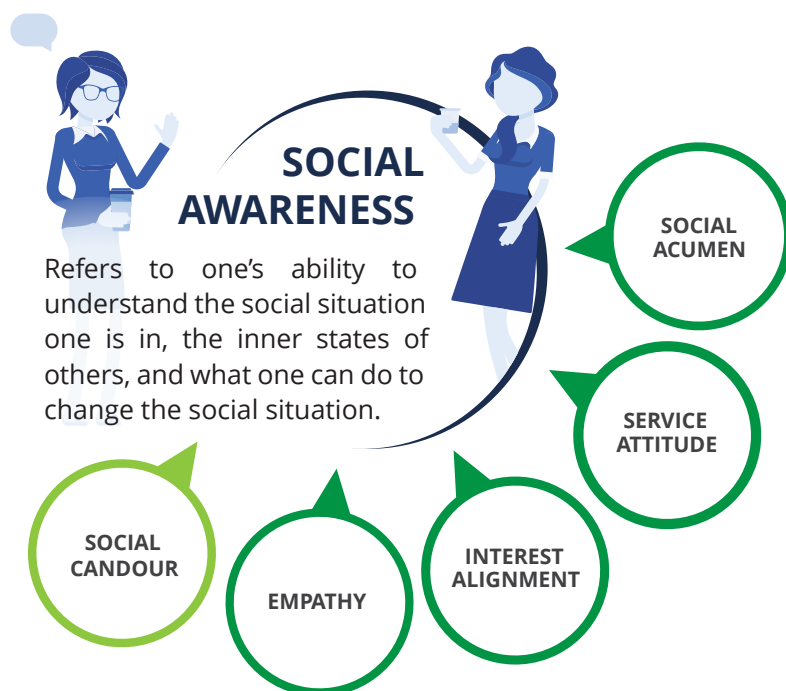 SOCIAL
AWARENESS
Refers to one’s ability to
understand the social situation
one is in, the inner states of
others, and what one can do to
change the social situation.
SOCIAL
ACUMEN
SERVICE
ATTITUDE
INTEREST
ALIGNMENT
EMPATHY
SOCIAL
CANDOUR